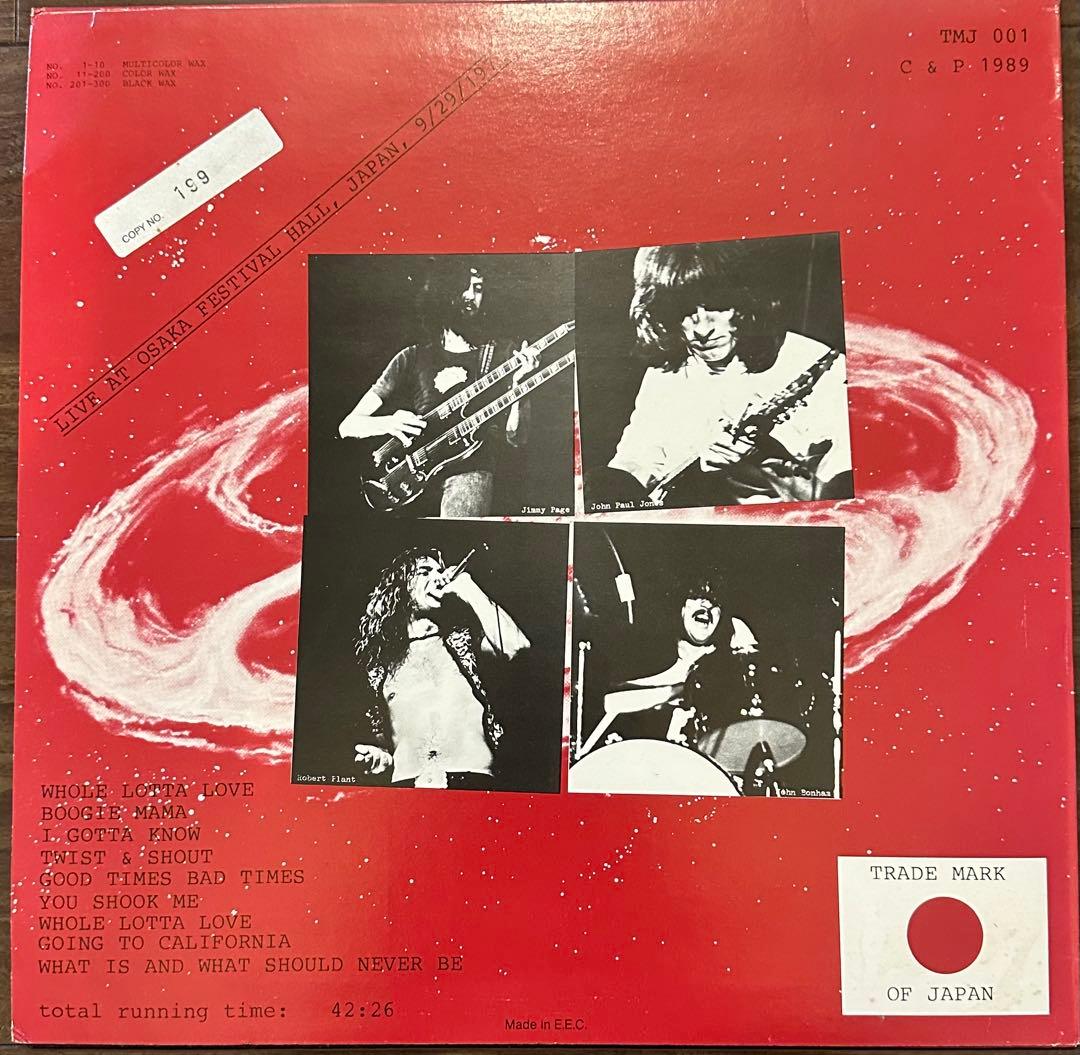 NO. 1-10 MULTICOLOR WAX
NO. 11-200 COLOR WAX
NO. 201-300 BLACK WAX
TMJ 001
C & P 1989
COPY NO. 199
LIVE AT OSAKA FESTIVAL HALL, JAPAN, 9/29/197
Jimmy Page
John Paul Jones
Robert Plant
John Bonham
WHOLE LOTTA LOVE
BOOGIE MAMA
I GOTTA KNOW
TWIST & SHOUT
GOOD TIMES BAD TIMES
YOU SHOOK ME
WHOLE LOTTA LOVE
GOING TO CALIFORNIA
WHAT IS AND WHAT SHOULD NEVER BE
total running time: 42:26
Made in E.E.C.
TRADE MARK
OF JAPAN